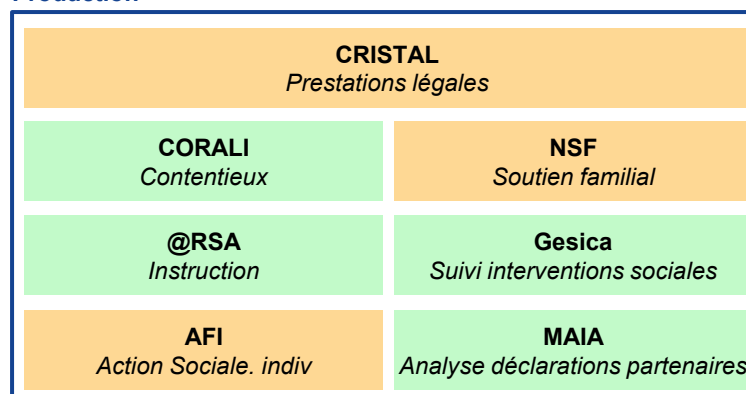 Production
CRISTAL
Prestations légales
CORALI
Contentieux
NSF
Soutien familial
@RSA
Instruction
Gesica
Suivi interventions sociales
AFI
Action Sociale. indiv
MAIA
Analyse déclarations partenaires